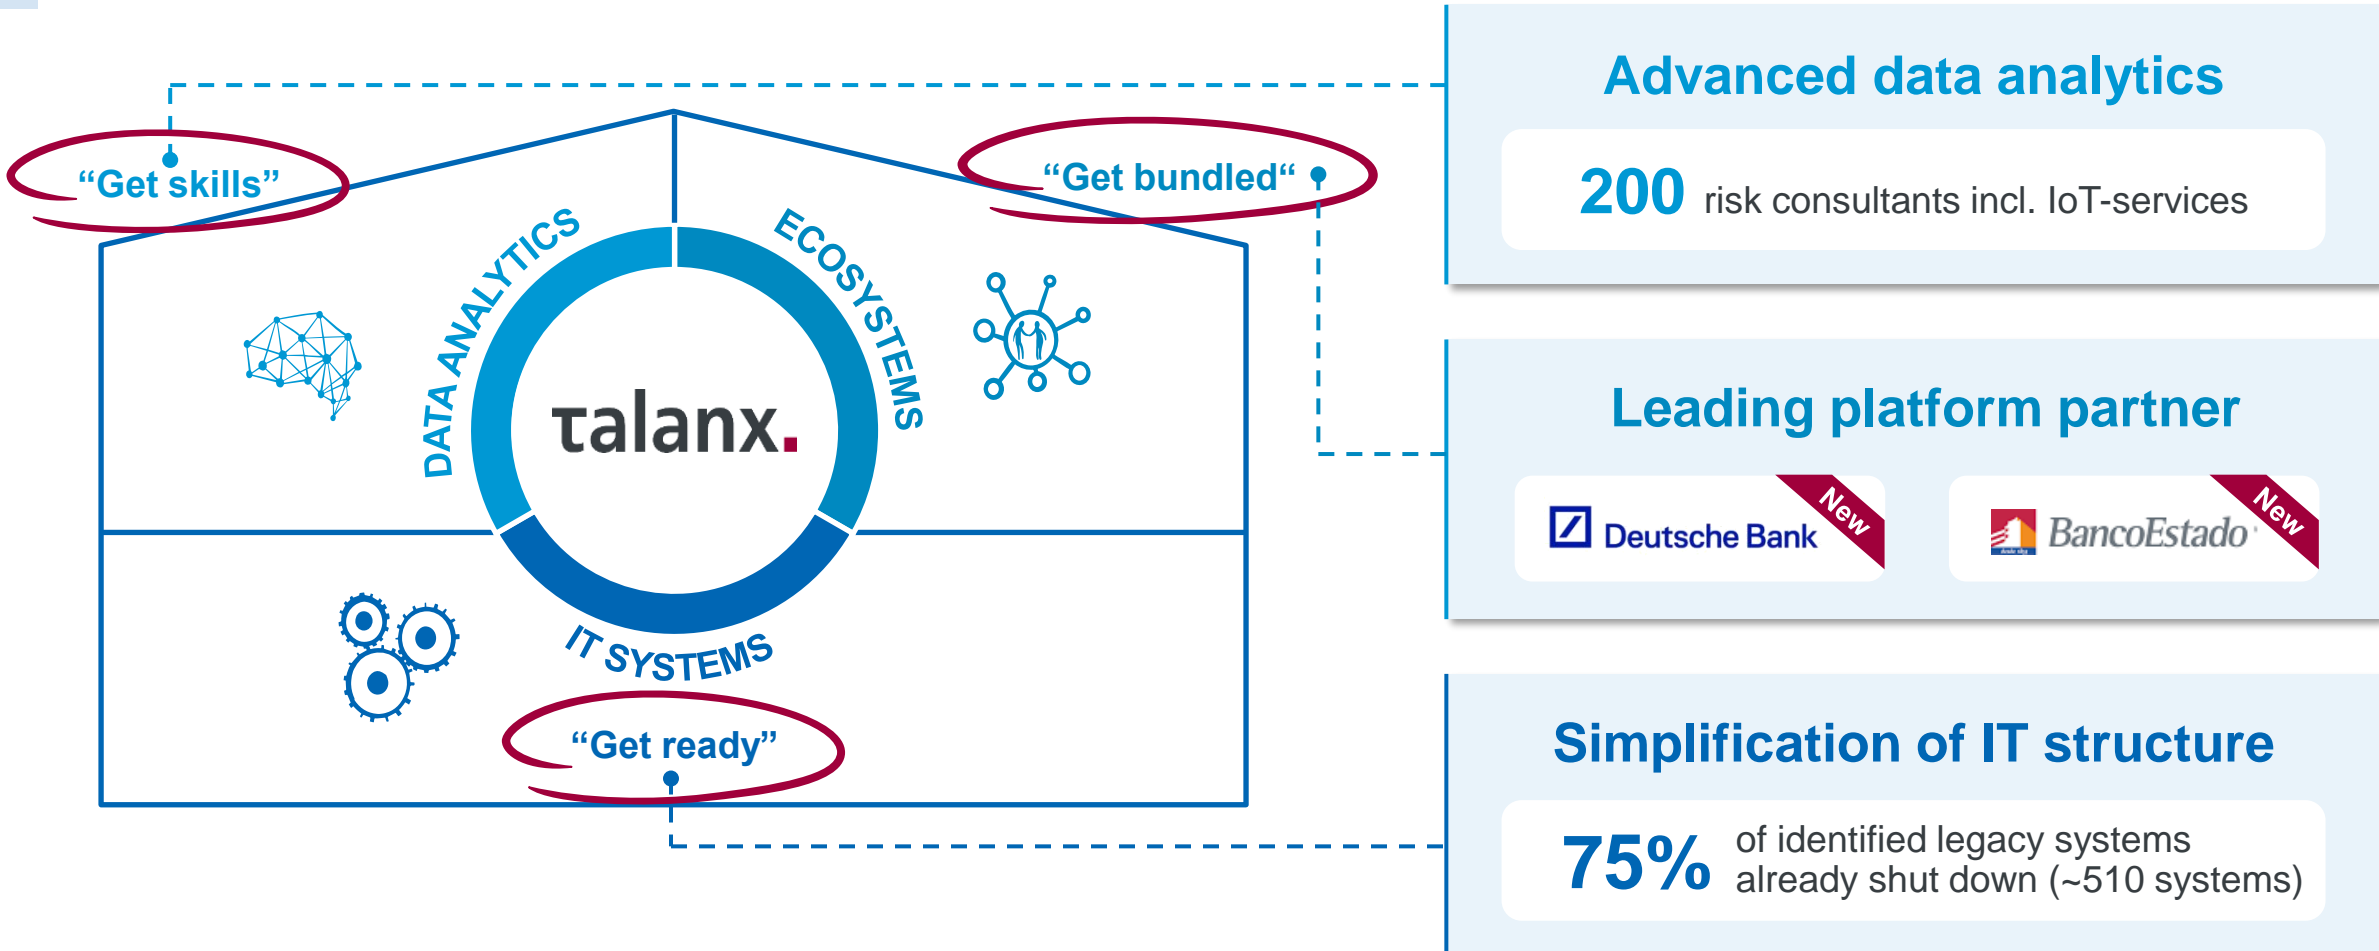 “Get skills”
“Get bundled“
DATA ANALYTICS
ECOSYSTEMS
talanx.
IT SYSTEMS
“Get ready”
Advanced data analytics
200 risk consultants incl. IoT-services
Leading platform partner
Deutsche Bank
New
BancoEstado
New
Simplification of IT structure
75% of identified legacy systems
already shut down (~510 systems)